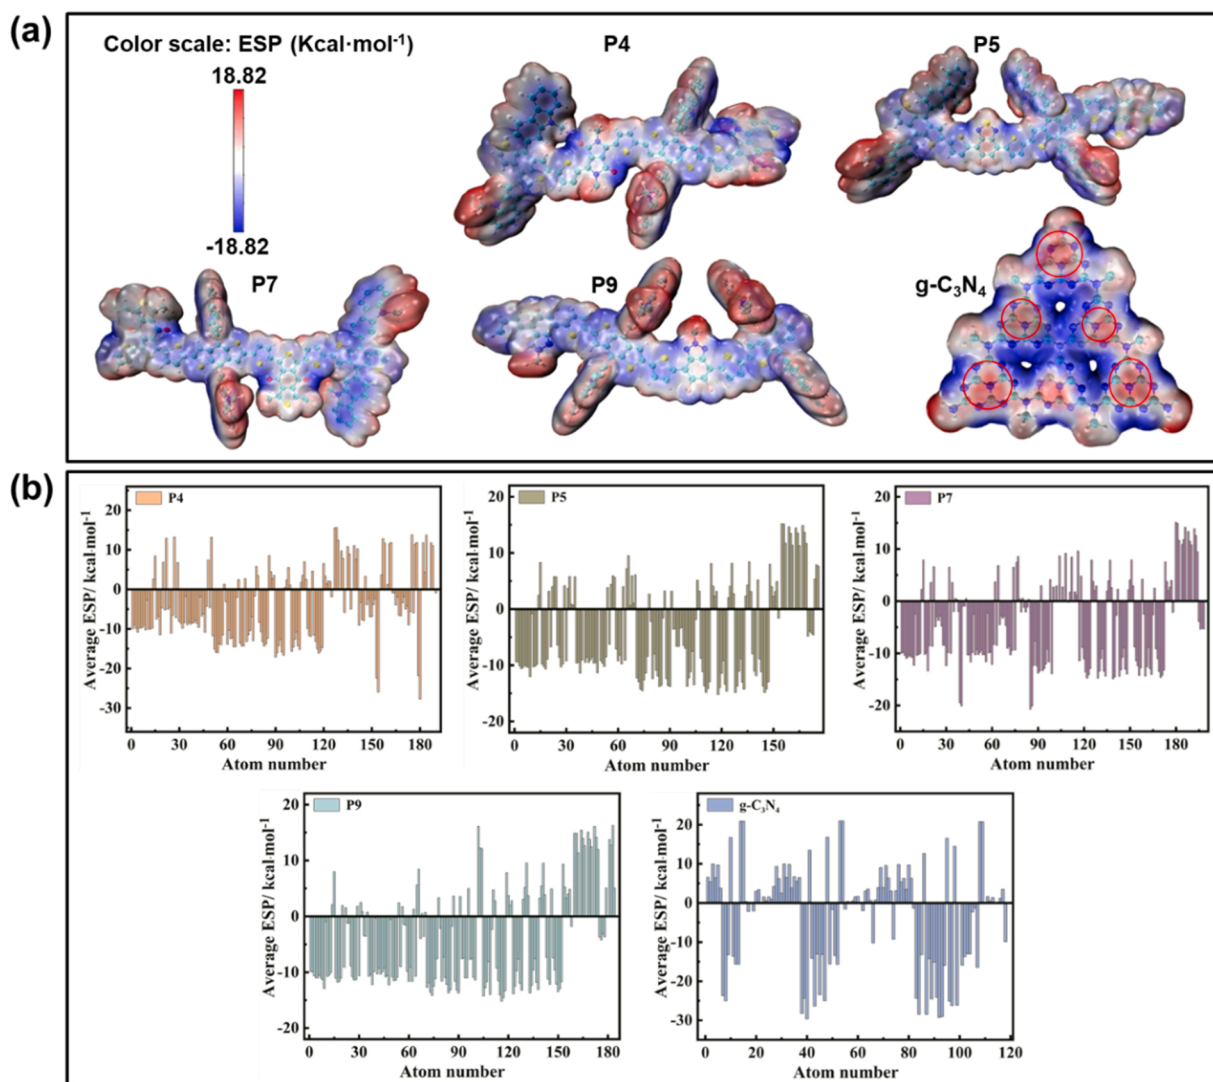 (a)
Color scale: ESP (Kcal·mol⁻¹)
18.82
-18.82
P4
P5
P7
P9
g-C₃N₄
(b)
P4
Average ESP/ kcal·mol⁻¹
20
10
0
-10
-20
-30
0 30 60 90 120 150 180
Atom number
P5
Average ESP/ kcal·mol⁻¹
20
10
0
-10
-20
0 30 60 90 120 150
Atom number
P7
Average ESP/ kcal·mol⁻¹
20
10
0
-10
-20
0 30 60 90 120 150 180
Atom number
P9
Average ESP/ kcal·mol⁻¹
20
10
0
-10
-20
0 30 60 90 120 150 180
Atom number
g-C₃N₄
Average ESP/ kcal·mol⁻¹
20
10
0
-10
-20
-30
0 20 40 60 80 100 120
Atom number